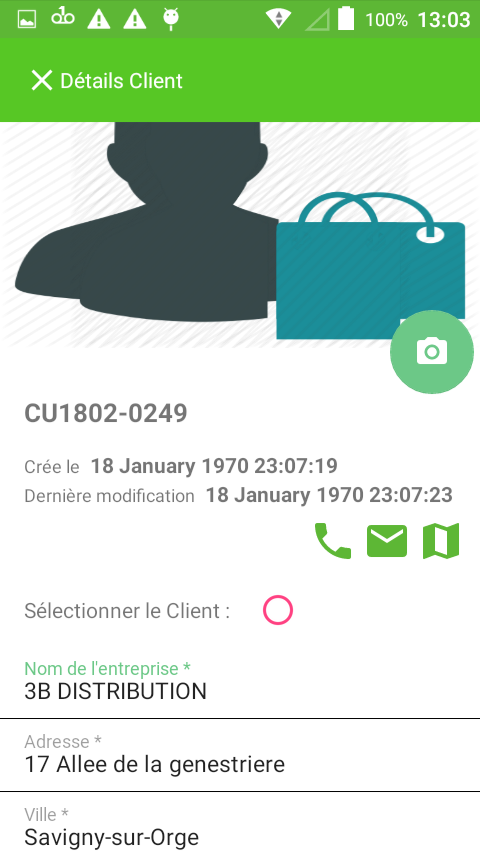 100% 13:03
Détails Client
CU1802-0249
Crée le 18 January 1970 23:07:19
Dernière modification 18 January 1970 23:07:23
Sélectionner le Client :
Nom de l'entreprise *
3B DISTRIBUTION
Adresse *
17 Allee de la genestriere
Ville *
Savigny-sur-Orge